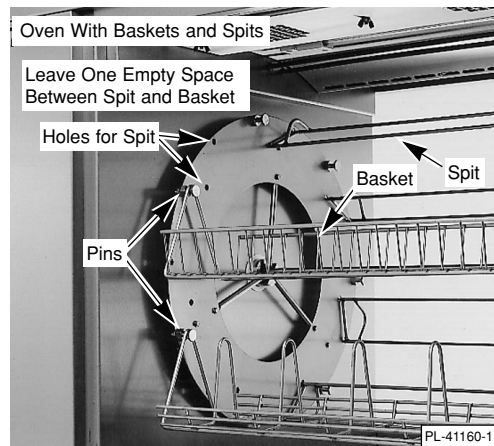 Oven With Baskets and Spits
Leave One Empty Space
Between Spit and Basket
Holes for Spit
Spit
Basket
Pins
PL-41160-1